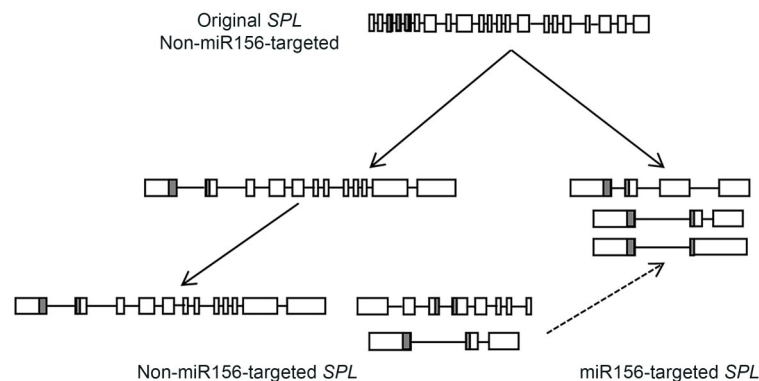 Original SPL
Non-miR156-targeted
Non-miR156-targeted SPL
miR156-targeted SPL